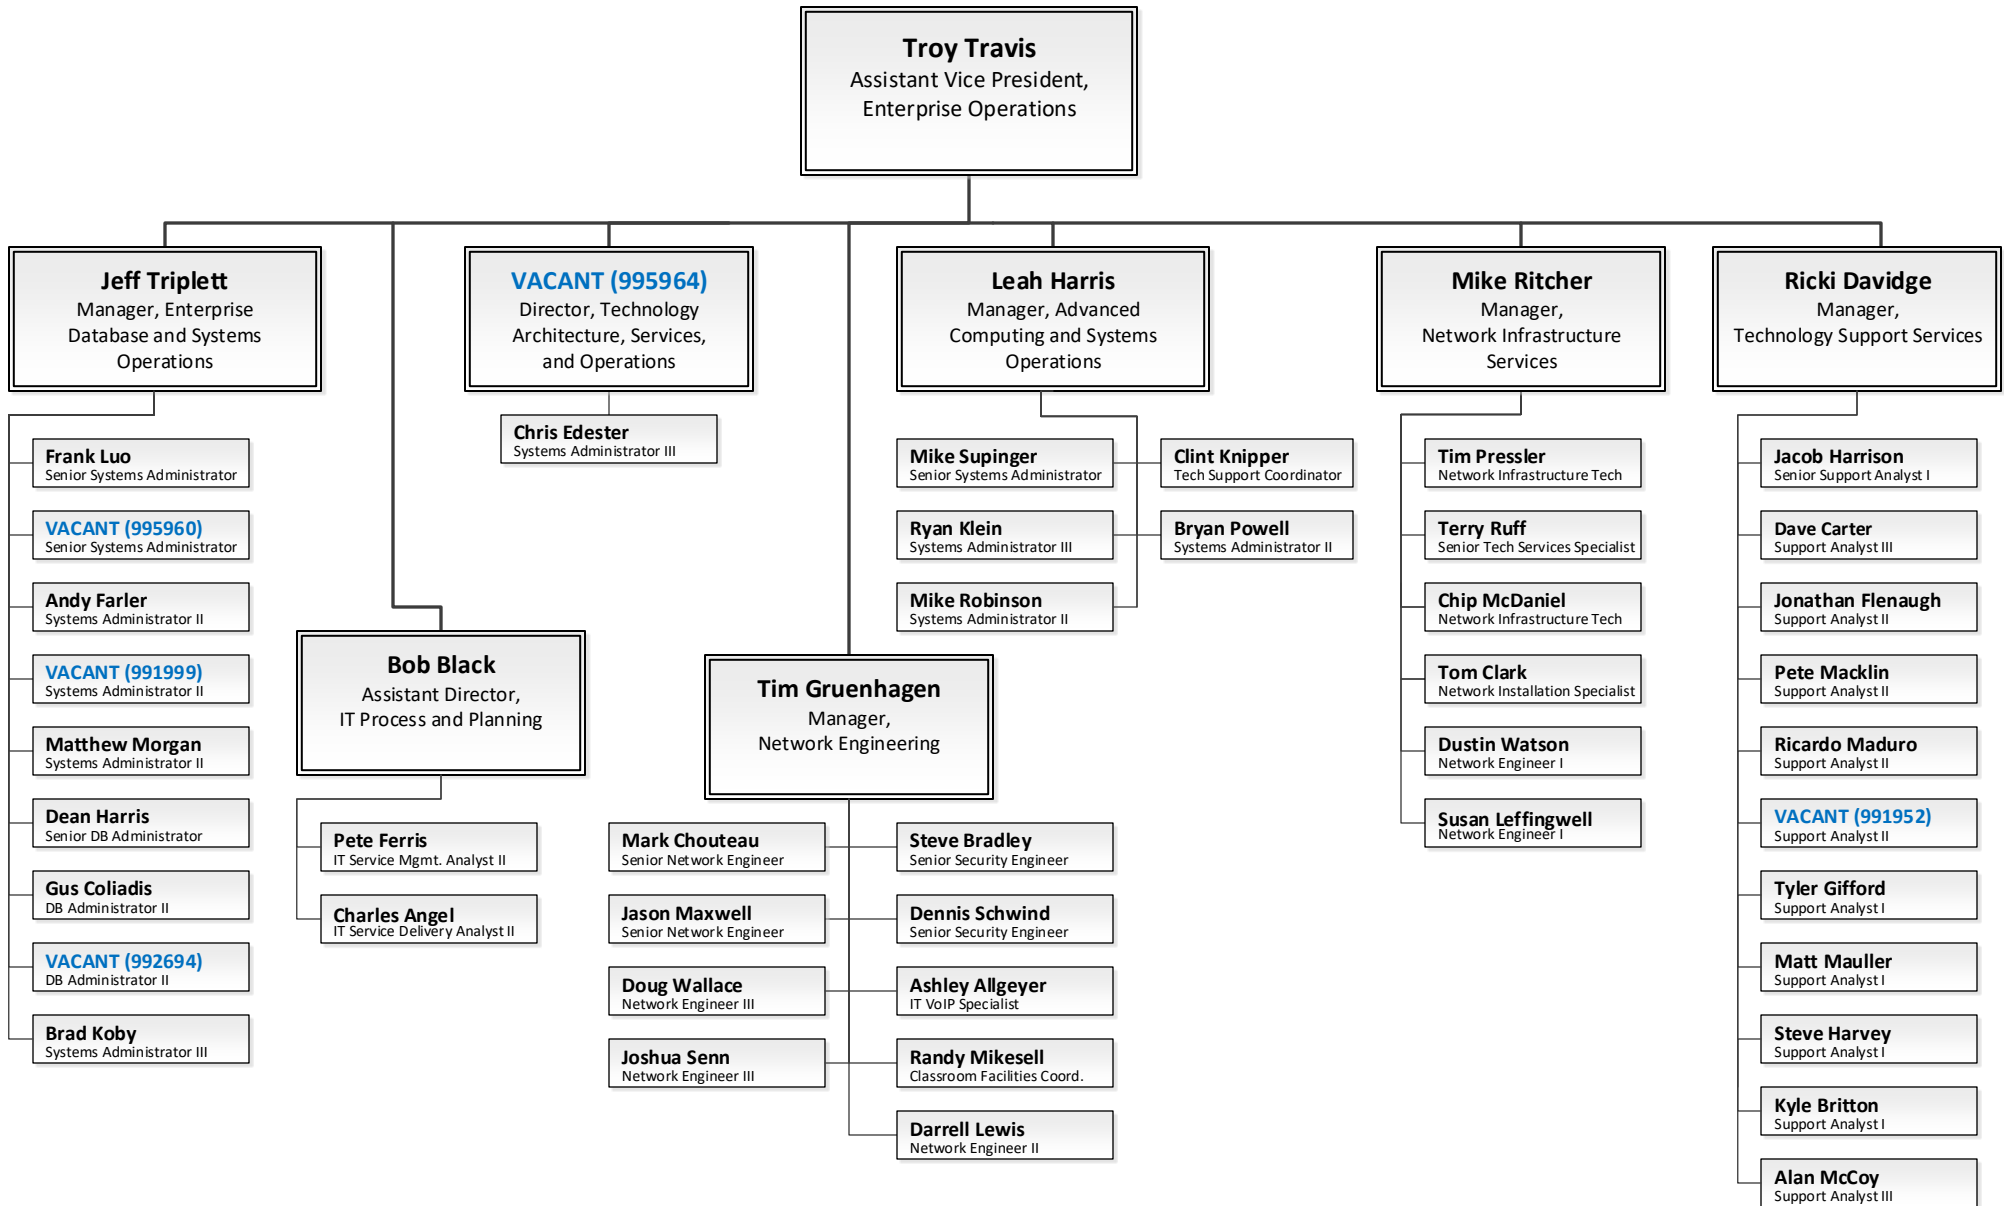 Troy Travis
Assistant Vice President,
Enterprise Operations
Jeff Triplett
Manager, Enterprise
Database and Systems
Operations
Frank Luo
Senior Systems Administrator
VACANT (995960)
Senior Systems Administrator
Andy Farler
Systems Administrator II
VACANT (991999)
Systems Administrator II
Matthew Morgan
Systems Administrator II
Dean Harris
Senior DB Administrator
Gus Coliadis
DB Administrator II
VACANT (992694)
DB Administrator II
Brad Koby
Systems Administrator III
Bob Black
Assistant Director,
IT Process and Planning
Pete Ferris
IT Service Mgmt. Analyst II
Charles Angel
IT Service Delivery Analyst II
VACANT (995964)
Director, Technology
Architecture, Services,
and Operations
Chris Edester
Systems Administrator III
Tim Gruenhagen
Manager,
Network Engineering
Mark Chouteau
Senior Network Engineer
Jason Maxwell
Senior Network Engineer
Doug Wallace
Network Engineer III
Joshua Senn
Network Engineer III
Steve Bradley
Senior Security Engineer
Dennis Schwind
Senior Security Engineer
Ashley Allgeyer
IT VoIP Specialist
Randy Mikesell
Classroom Facilities Coord.
Darrell Lewis
Network Engineer II
Leah Harris
Manager, Advanced
Computing and Systems
Operations
Mike Supinger
Senior Systems Administrator
Ryan Klein
Systems Administrator III
Mike Robinson
Systems Administrator II
Clint Knipper
Tech Support Coordinator
Bryan Powell
Systems Administrator II
Mike Ritcher
Manager,
Network Infrastructure
Services
Tim Pressler
Network Infrastructure Tech
Terry Ruff
Senior Tech Services Specialist
Chip McDaniel
Network Infrastructure Tech
Tom Clark
Network Installation Specialist
Dustin Watson
Network Engineer I
Susan Leffingwell
Network Engineer I
Ricki Davidge
Manager,
Technology Support Services
Jacob Harrison
Senior Support Analyst I
Dave Carter
Support Analyst III
Jonathan Flenaugh
Support Analyst II
Pete Macklin
Support Analyst II
Ricardo Maduro
Support Analyst II
VACANT (991952)
Support Analyst II
Tyler Gifford
Support Analyst I
Matt Mauller
Support Analyst I
Steve Harvey
Support Analyst I
Kyle Britton
Support Analyst I
Alan McCoy
Support Analyst III